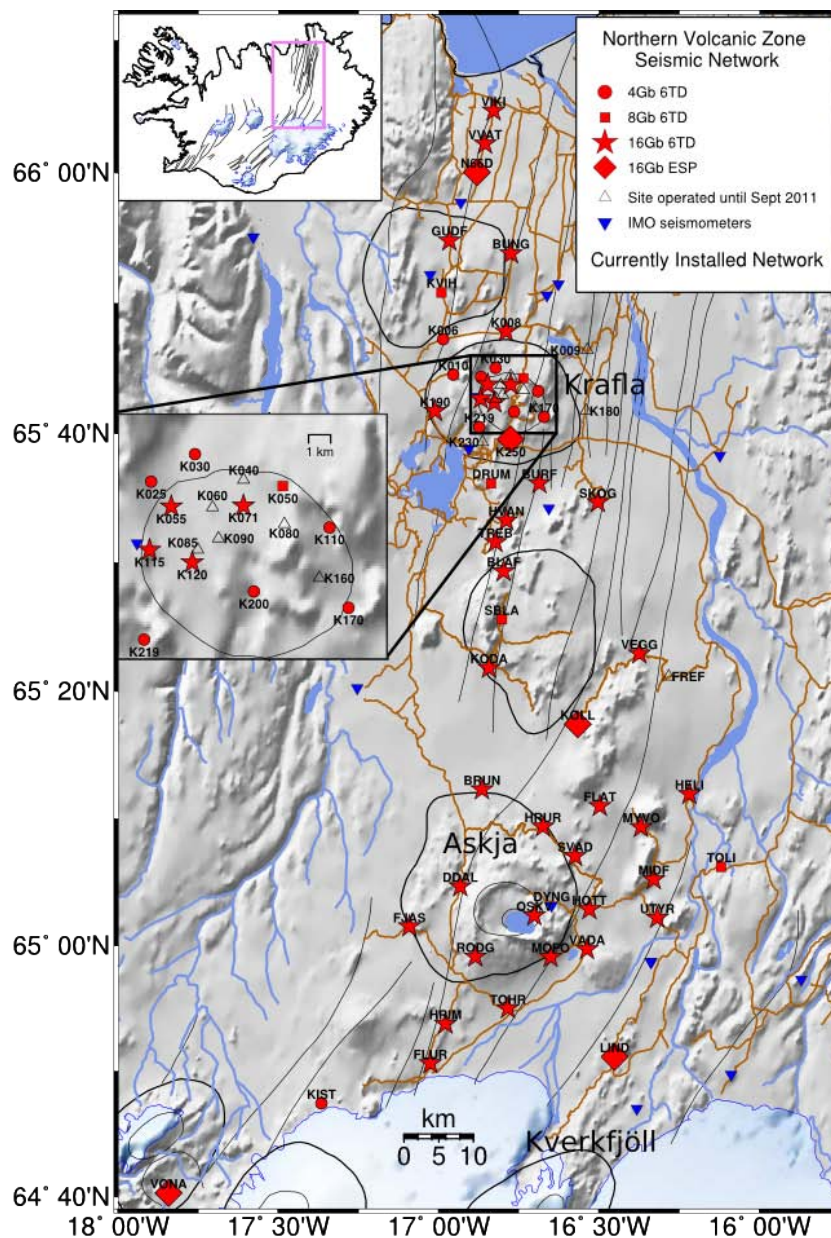 Northern Volcanic Zone
Seismic Network
4Gb 6TD
8Gb 6TD
16Gb 6TD
16Gb ESP
Site operated until Sept 2011
IMO seismometers
Currently Installed Network
VIKI
VVAT
66° 00'N
N66D
GUDF
BUNG
KVIH
K006
K008
K009
K010
K030
Krafla
K190
K219
K170
K180
65° 40'N
K230
K250
K030
1 km
K025
K040
K060
K050
K055
K071
K080
K110
K085
K090
K115
K120
K160
K200
K170
K219
DRUM
BURF
SKOG
HVAN
TREB
BLAF
SBLA
VEGG
KODA
FREF
65° 20'N
KOLL
BRUN
HELI
FLAT
HRUR
MYVO
Askja
SVAD
TOLI
DDAL
MIDF
DYNG
HOTT
OSKV
UTYR
FJAS
65° 00'N
RODG
MOFO
VADA
TOHR
HRIM
FLUR
LIND
KIST
km
0 5 10
Kverkfjöll
VONA
64° 40'N
18° 00'W
17° 30'W
17° 00'W
16° 30'W
16° 00'W